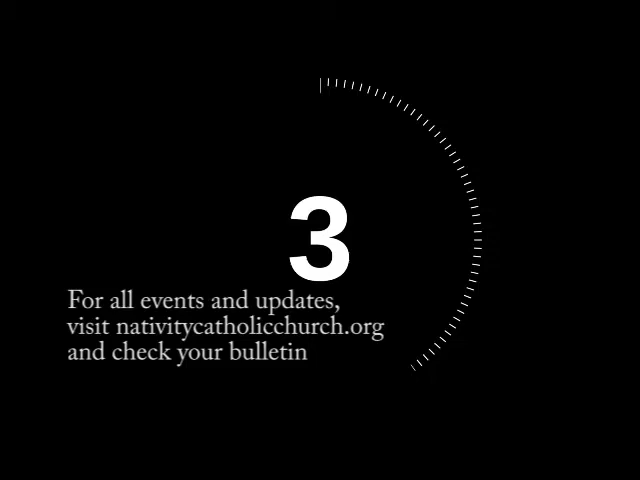 3
For all events and updates,
visit nativitycatholicchurch.org
and check your bulletin